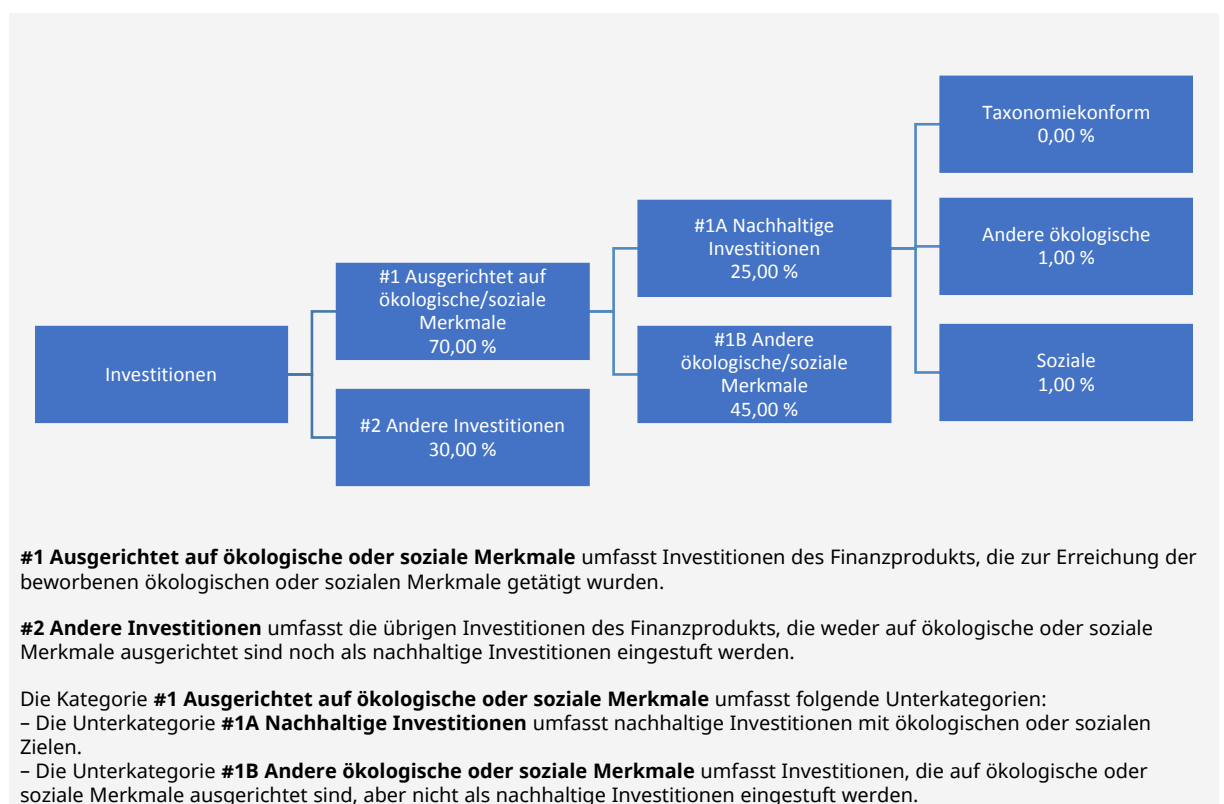 Investitionen
#1 Ausgerichtet auf
ökologische/soziale
Merkmale
70,00 %
#2 Andere Investitionen
30,00 %
#1A Nachhaltige
Investitionen
25,00 %
#1B Andere
ökologische/soziale
Merkmale
45,00 %
Taxonomiekonform
0,00 %
Andere ökologische
1,00 %
Soziale
1,00 %
#1 Ausgerichtet auf ökologische oder soziale Merkmale umfasst Investitionen des Finanzprodukts, die zur Erreichung der
beworbenen ökologischen oder sozialen Merkmale getätigt wurden.
#2 Andere Investitionen umfasst die übrigen Investitionen des Finanzprodukts, die weder auf ökologische oder soziale
Merkmale ausgerichtet sind noch als nachhaltige Investitionen eingestuft werden.
Die Kategorie #1 Ausgerichtet auf ökologische oder soziale Merkmale umfasst folgende Unterkategorien:
– Die Unterkategorie #1A Nachhaltige Investitionen umfasst nachhaltige Investitionen mit ökologischen oder sozialen
Zielen.
– Die Unterkategorie #1B Andere ökologische oder soziale Merkmale umfasst Investitionen, die auf ökologische oder
soziale Merkmale ausgerichtet sind, aber nicht als nachhaltige Investitionen eingestuft werden.